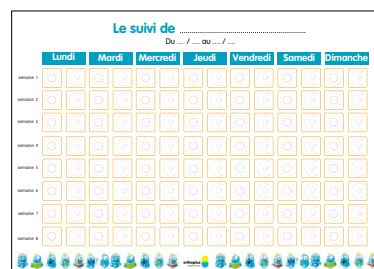 Le suivi de ................................................
Du .... / .... au .... / ....
Lundi Mardi Mercredi Jeudi Vendredi Samedi Dimanche
semaine 1
semaine 2
semaine 3
semaine 4
semaine 5
semaine 6
semaine 7
semaine 8
orthoplus